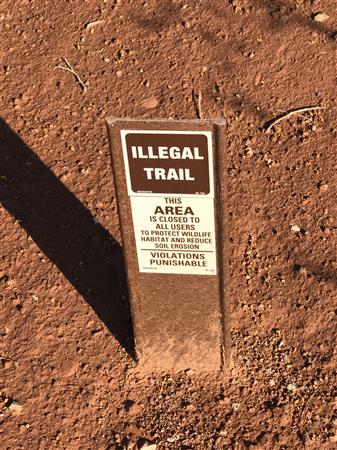 ILLEGAL
TRAIL
THIS
AREA
IS CLOSED TO
ALL USERS
TO PROTECT WILDLIFE
HABITAT AND REDUCE
SOIL EROSION
VIOLATIONS
PUNISHABLE